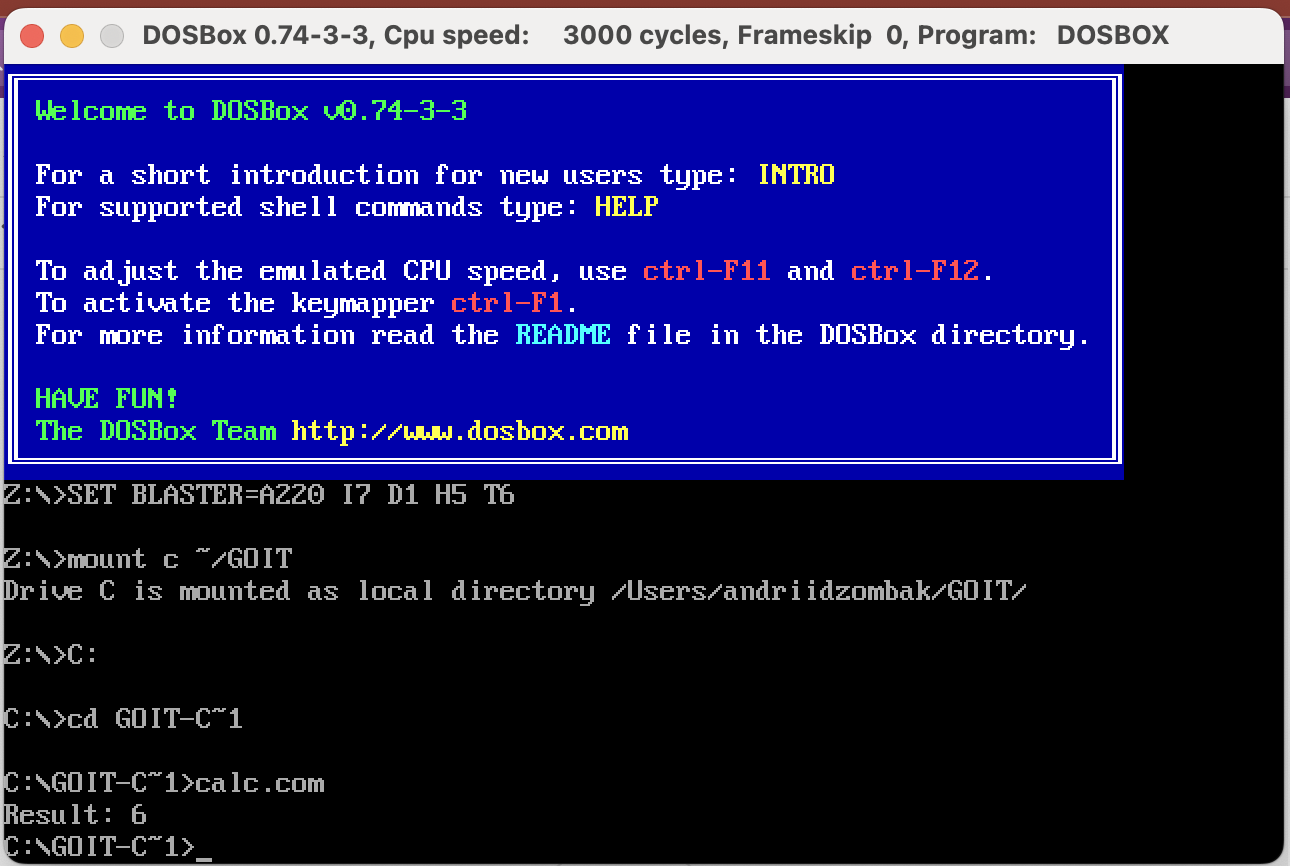 DOSBox 0.74-3-3, Cpu speed:    3000 cycles, Frameskip  0, Program:   DOSBOX
Welcome to DOSBox v0.74-3-3
For a short introduction for new users type: INTRO
For supported shell commands type: HELP
To adjust the emulated CPU speed, use ctrl-F11 and ctrl-F12.
To activate the keymapper ctrl-F1.
For more information read the README file in the DOSBox directory.
HAVE FUN!
The DOSBox Team http://www.dosbox.com
Z:\>SET BLASTER=A220 I7 D1 H5 T6
Z:\>mount c ~/GOIT
Drive C is mounted as local directory /Users/andriidzombak/GOIT/
Z:\>C:
C:\>cd GOIT-C~1
C:\GOIT-C~1>calc.com
Result: 6
C:\GOIT-C~1>_